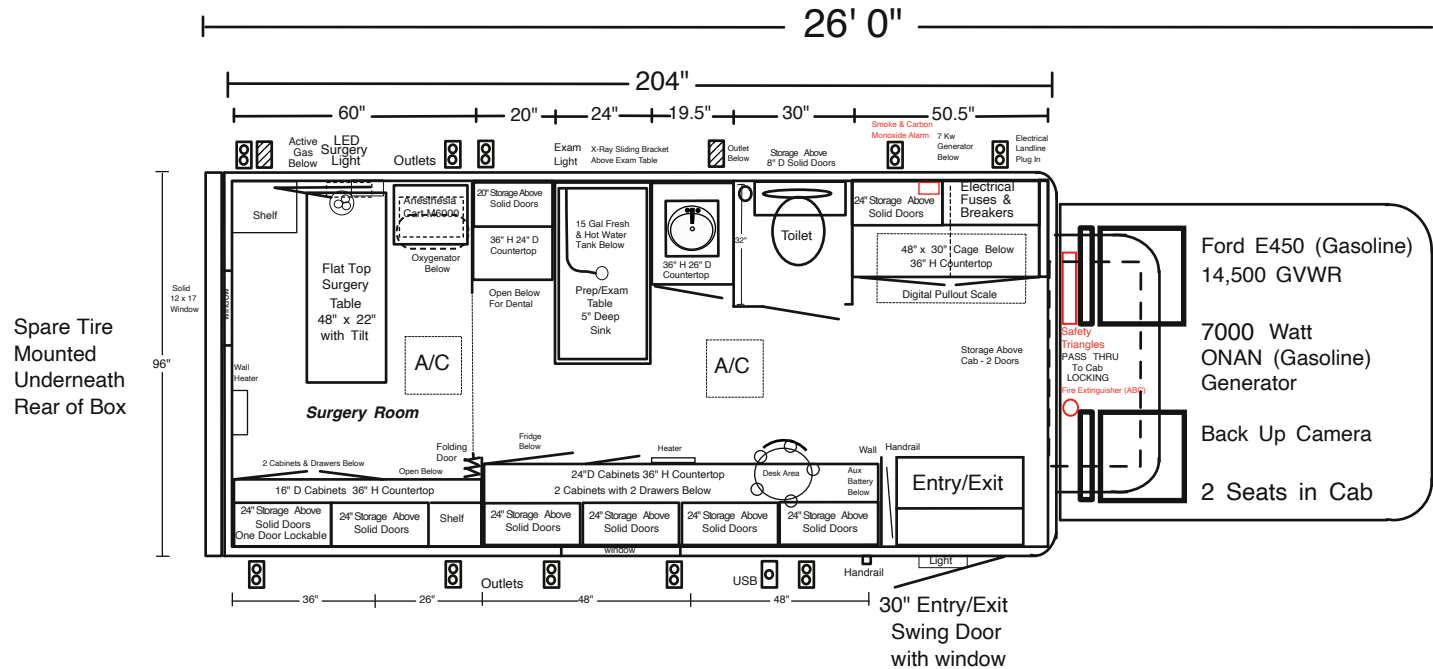 26' 0"
204"
60"
20"
24"
19.5"
30"
50.5"
Active
Gas
Below
LED
Surgery
Light
Outlets
Exam
Light
X-Ray Sliding Bracket
Above Exam Table
Outlet
Below
Storage Above
8" D Solid Doors
Smoke & Carbon
Monoxide Alarm
7 Kw
Generator
Below
Electrical
Landline
Plug In
Shelf
Anesthesia
Cart M6000
Oxygenator
Below
20" Storage Above
Solid Doors
36" H 24" D
Countertop
Open Below
For Dental
15 Gal Fresh
& Hot Water
Tank Below
Prep/Exam
Table
5" Deep
Sink
36" H 26" D
Countertop
32"
Toilet
24" Storage Above
Solid Doors
Electrical
Fuses &
Breakers
48" x 30" Cage Below
36" H Countertop
Digital Pullout Scale
Flat Top
Surgery
Table
48" x 22"
with Tilt
Solid
12 x 17
Window
window
96"
Wall
Heater
A/C
A/C
Surgery Room
Storage Above
Cab - 2 Doors
Safety
Triangles
PASS THRU
To Cab
LOCKING
Fire Extinguisher (ABC)
Spare Tire
Mounted
Underneath
Rear of Box
Ford E450 (Gasoline)
14,500 GVWR
7000 Watt
ONAN (Gasoline)
Generator
Back Up Camera
2 Seats in Cab
2 Cabinets & Drawers Below
Open Below
Folding
Door
Fridge
Below
Heater
Wall
Handrail
16" D Cabinets 36" H Countertop
24"D Cabinets 36" H Countertop
2 Cabinets with 2 Drawers Below
Desk Area
Aux
Battery
Below
Entry/Exit
24" Storage Above
Solid Doors
One Door Lockable
24" Storage Above
Solid Doors
Shelf
24" Storage Above
Solid Doors
24" Storage Above
Solid Doors
24" Storage Above
Solid Doors
24" Storage Above
Solid Doors
window
Outlets
USB
Handrail
Light
36"
26"
48"
48"
30" Entry/Exit
Swing Door
with window